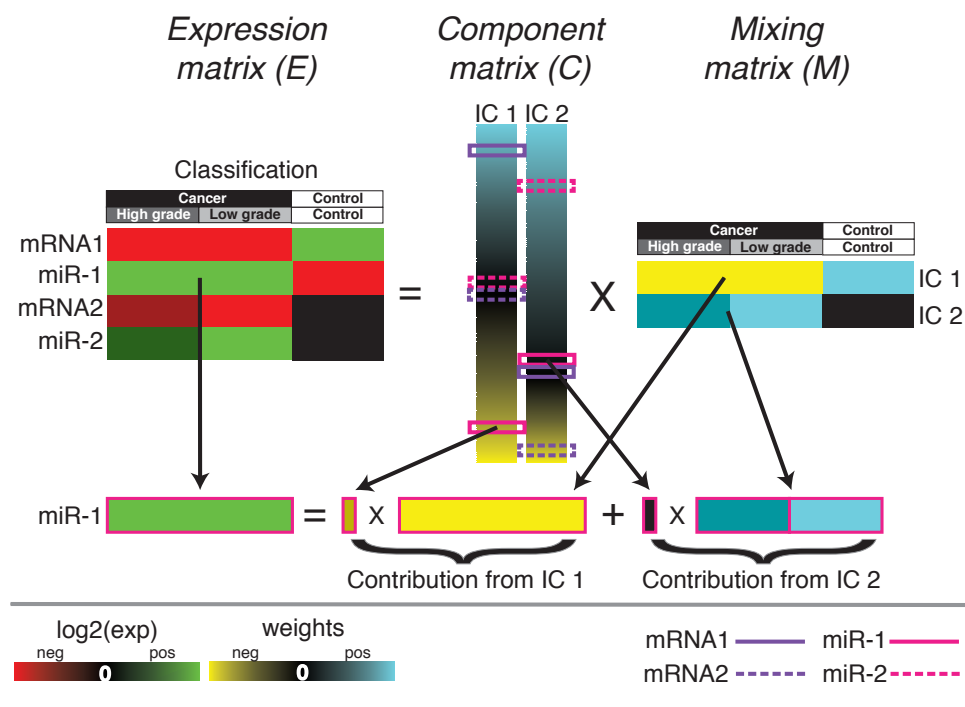 Expression matrix (E)
Component matrix (C)
Mixing matrix (M)
IC 1 IC 2
Classification
Cancer Control
High grade Low grade Control
mRNA1
miR-1
mRNA2
miR-2
=
X
Cancer Control
High grade Low grade Control
IC 1
IC 2
miR-1 = X + X
Contribution from IC 1
Contribution from IC 2
log2(exp)
neg 0 pos
weights
neg 0 pos
mRNA1
miR-1
mRNA2
miR-2